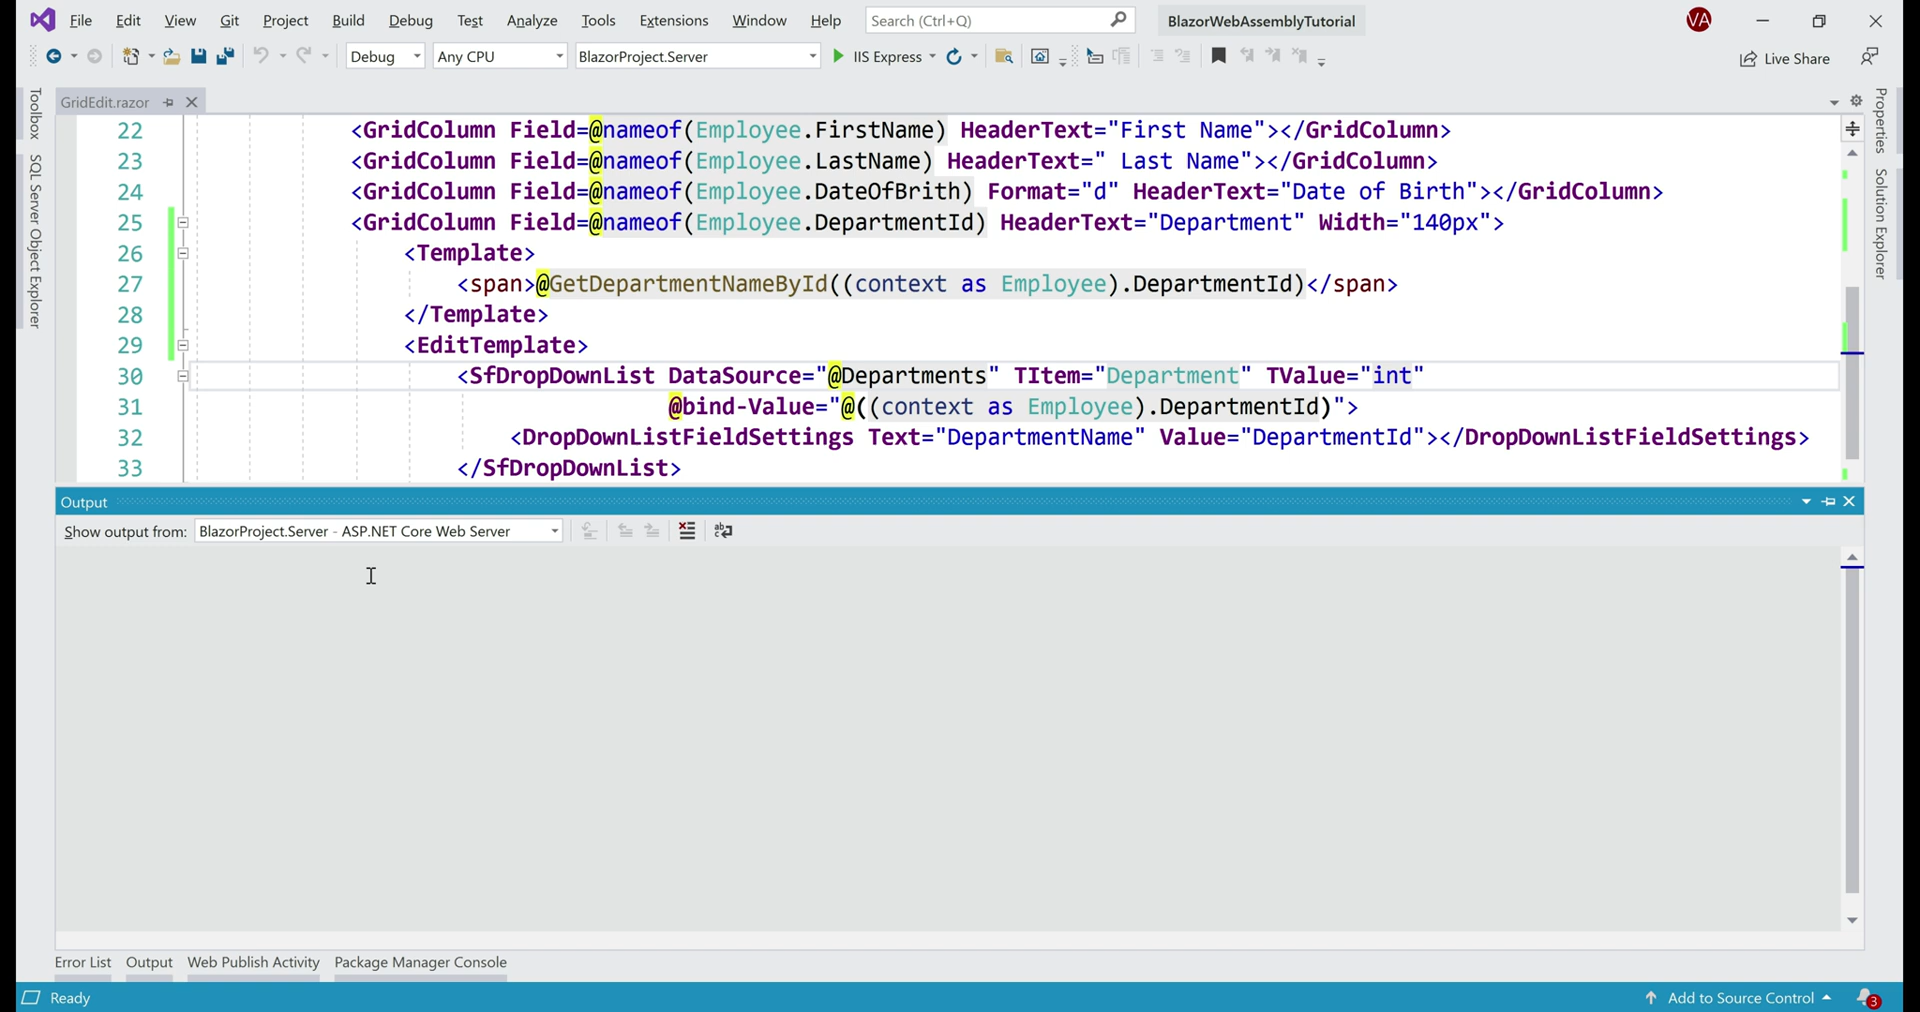 File Edit View Git Project Build Debug Test Analyze Tools Extensions Window Help Search (Ctrl+Q) BlazorWebAssemblyTutorial VA
Debug Any CPU BlazorProject.Server IIS Express Live Share
GridEdit.razor
Toolbox
SQL Server Object Explorer
Properties
Solution Explorer
22 <GridColumn Field=@nameof(Employee.FirstName) HeaderText="First Name"></GridColumn>
23 <GridColumn Field=@nameof(Employee.LastName) HeaderText=" Last Name"></GridColumn>
24 <GridColumn Field=@nameof(Employee.DateOfBrith) Format="d" HeaderText="Date of Birth"></GridColumn>
25 <GridColumn Field=@nameof(Employee.DepartmentId) HeaderText="Department" Width="140px">
26 <Template>
27 <span>@GetDepartmentNameById((context as Employee).DepartmentId)</span>
28 </Template>
29 <EditTemplate>
30 <SfDropDownList DataSource="@Departments" TItem="Department" TValue="int"
31 @bind-Value="@((context as Employee).DepartmentId)">
32 <DropDownListFieldSettings Text="DepartmentName" Value="DepartmentId"></DropDownListFieldSettings>
33 </SfDropDownList>
Output
Show output from: BlazorProject.Server - ASP.NET Core Web Server
Error List Output Web Publish Activity Package Manager Console
Ready Add to Source Control 3